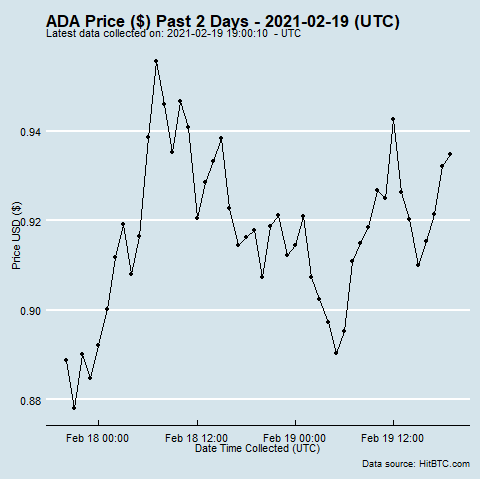 ADA Price ($) Past 2 Days - 2021-02-19 (UTC)
Latest data collected on: 2021-02-19 19:00:10  - UTC
0.94
0.92
0.90
0.88
Price USD ($)
Feb 18 00:00
Feb 18 12:00
Feb 19 00:00
Feb 19 12:00
Date Time Collected (UTC)
Data source: HitBTC.com